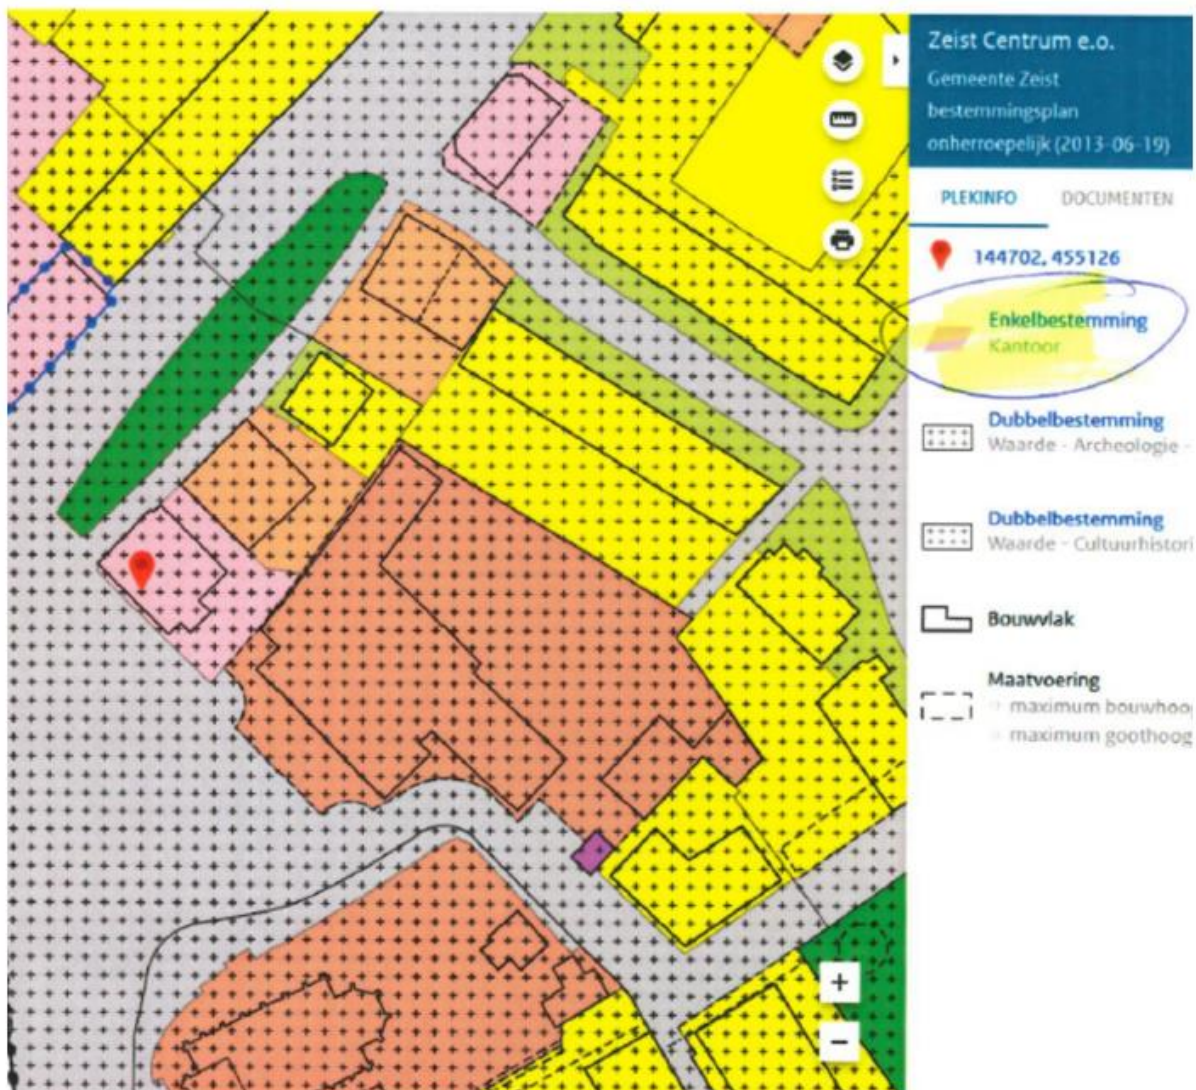 Zeist Centrum e.o.
Gemeente Zeist
bestemmingsplan
onherroepelijk (2013-06-19)
PLEKINFO DOCUMENTEN
144702, 455126
Enkelbestemming
Kantoor
Dubbelbestemming
Waarde - Archeologie -
Dubbelbestemming
Waarde - Cultuurhistori
Bouwvlak
Maatvoering
maximum bouwhoo
maximum goothoog